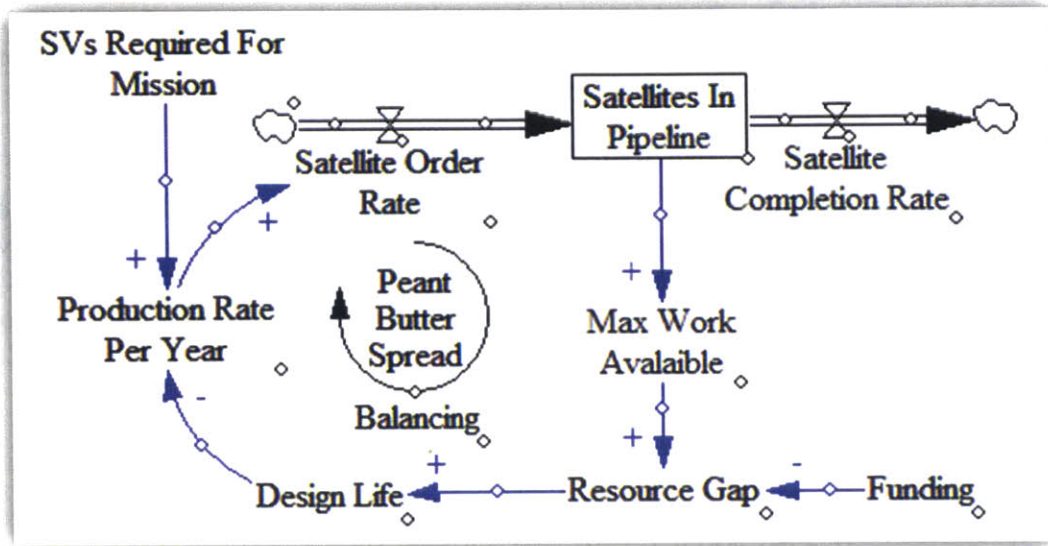 SVs Required For
Mission
Satellites In
Pipeline
Satellite Order
Rate
Satellite
Completion Rate
+
+
+
Production Rate
Per Year
Peant
Butter
Spread
Balancing
Max Work
Avalaible
-
+
+
-
Design Life
Resource Gap
Funding